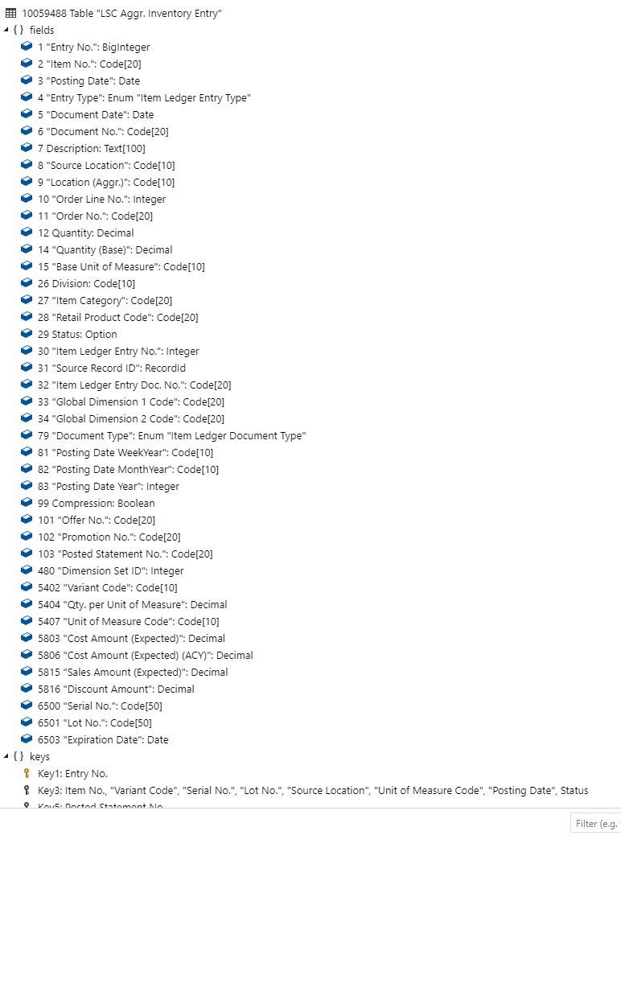 10059488 Table "LSC Aggr. Inventory Entry"
{ } fields
1 "Entry No.": BigInteger
2 "Item No.": Code[20]
3 "Posting Date": Date
4 "Entry Type": Enum "Item Ledger Entry Type"
5 "Document Date": Date
6 "Document No.": Code[20]
7 Description: Text[100]
8 "Source Location": Code[10]
9 "Location (Aggr.)": Code[10]
10 "Order Line No.": Integer
11 "Order No.": Code[20]
12 Quantity: Decimal
14 "Quantity (Base)": Decimal
15 "Base Unit of Measure": Code[10]
26 Division: Code[10]
27 "Item Category": Code[20]
28 "Retail Product Code": Code[20]
29 Status: Option
30 "Item Ledger Entry No.": Integer
31 "Source Record ID": RecordId
32 "Item Ledger Entry Doc. No.": Code[20]
33 "Global Dimension 1 Code": Code[20]
34 "Global Dimension 2 Code": Code[20]
79 "Document Type": Enum "Item Ledger Document Type"
81 "Posting Date WeekYear": Code[10]
82 "Posting Date MonthYear": Code[10]
83 "Posting Date Year": Integer
99 Compression: Boolean
101 "Offer No.": Code[20]
102 "Promotion No.": Code[20]
103 "Posted Statement No.": Code[20]
480 "Dimension Set ID": Integer
5402 "Variant Code": Code[10]
5404 "Qty. per Unit of Measure": Decimal
5407 "Unit of Measure Code": Code[10]
5803 "Cost Amount (Expected)": Decimal
5806 "Cost Amount (Expected) (ACY)": Decimal
5815 "Sales Amount (Expected)": Decimal
5816 "Discount Amount": Decimal
6500 "Serial No.": Code[50]
6501 "Lot No.": Code[50]
6503 "Expiration Date": Date
{ } keys
Key1: Entry No.
Key3: Item No., "Variant Code", "Serial No.", "Lot No.", "Source Location", "Unit of Measure Code", "Posting Date", Status
Key5: Posted Statement No.
Filter (e.g.